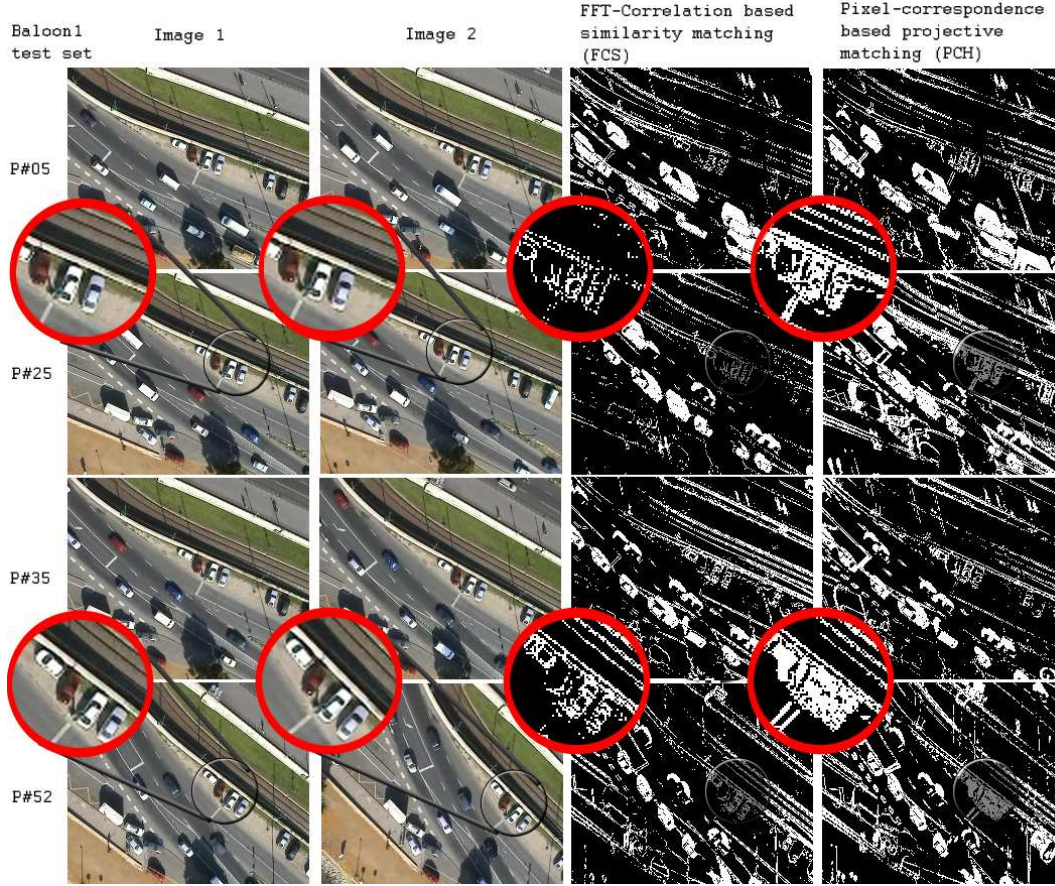 Baloon1
test set
Image 1
Image 2
FFT-Correlation based
similarity matching
(FCS)
Pixel-correspondence
based projective
matching (PCH)
P#05
P#25
P#35
P#52